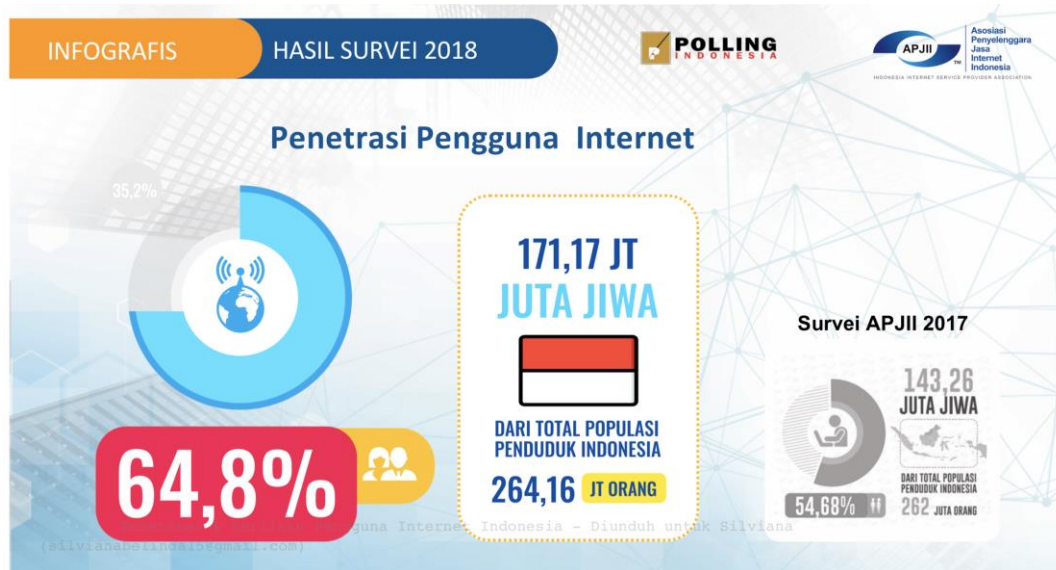 INFOGRAFIS
HASIL SURVEI 2018
POLLING
INDONESIA
APJII
TM
Asosiasi
Penyelenggara
Jasa
Internet
Indonesia
INDONESIA INTERNET SERVICE PROVIDER ASSOCIATION
Penetrasi Pengguna Internet
35,2%
64,8%
171,17 JT
JUTA JIWA
DARI TOTAL POPULASI
PENDUDUK INDONESIA
264,16 JT ORANG
Survei APJII 2017
143,26
JUTA JIWA
DARI TOTAL POPULASI
PENDUDUK INDONESIA
54,68%
262 JUTA ORANG
Internet Indonesia - Diunduh untuk Silviana